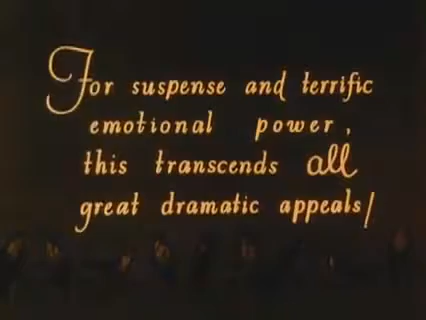 For suspense and terrific
emotional power,
this transcends all
great dramatic appeals!